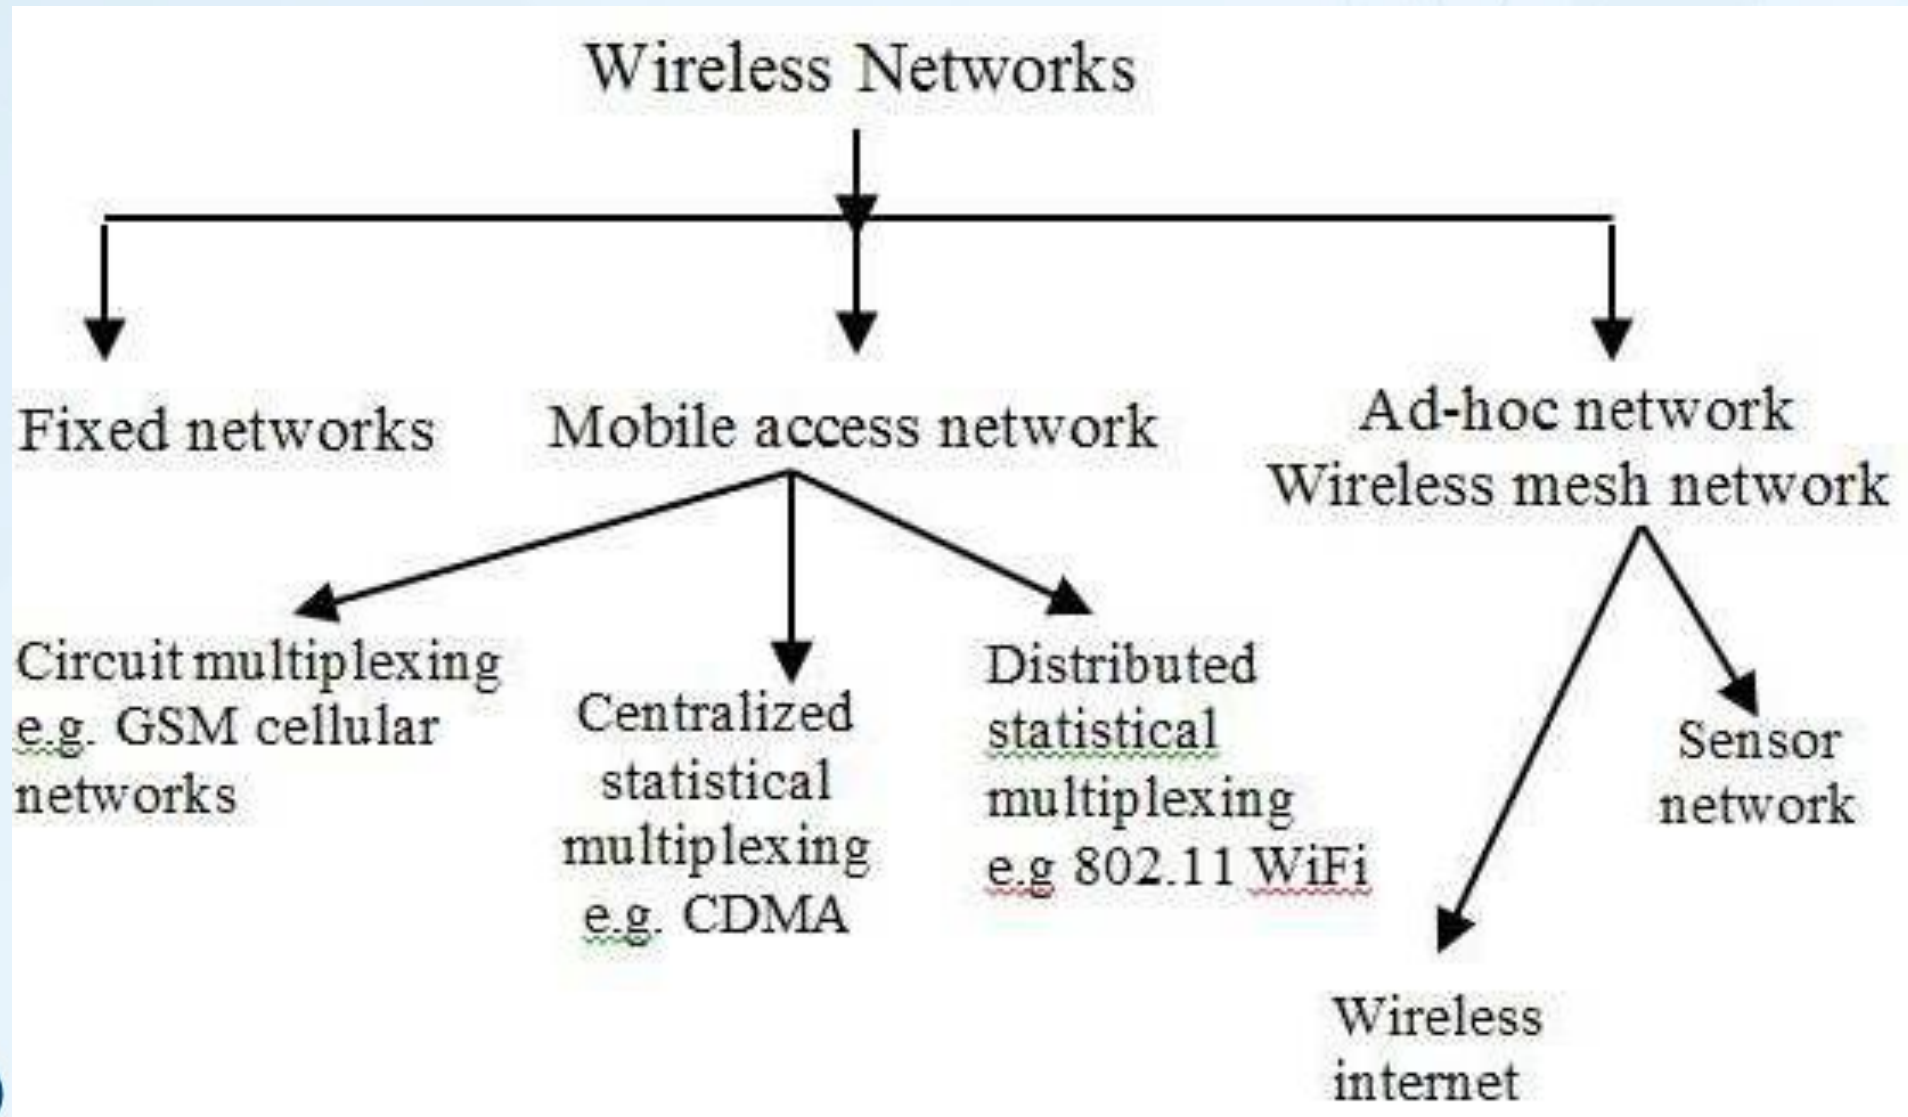 Wireless Networks
Fixed networks
Mobile access network
Ad-hoc network
Wireless mesh network
Circuit multiplexing
e.g. GSM cellular
networks
Centralized
statistical
multiplexing
e.g. CDMA
Distributed
statistical
multiplexing
e.g 802.11 WiFi
Sensor
network
Wireless
internet